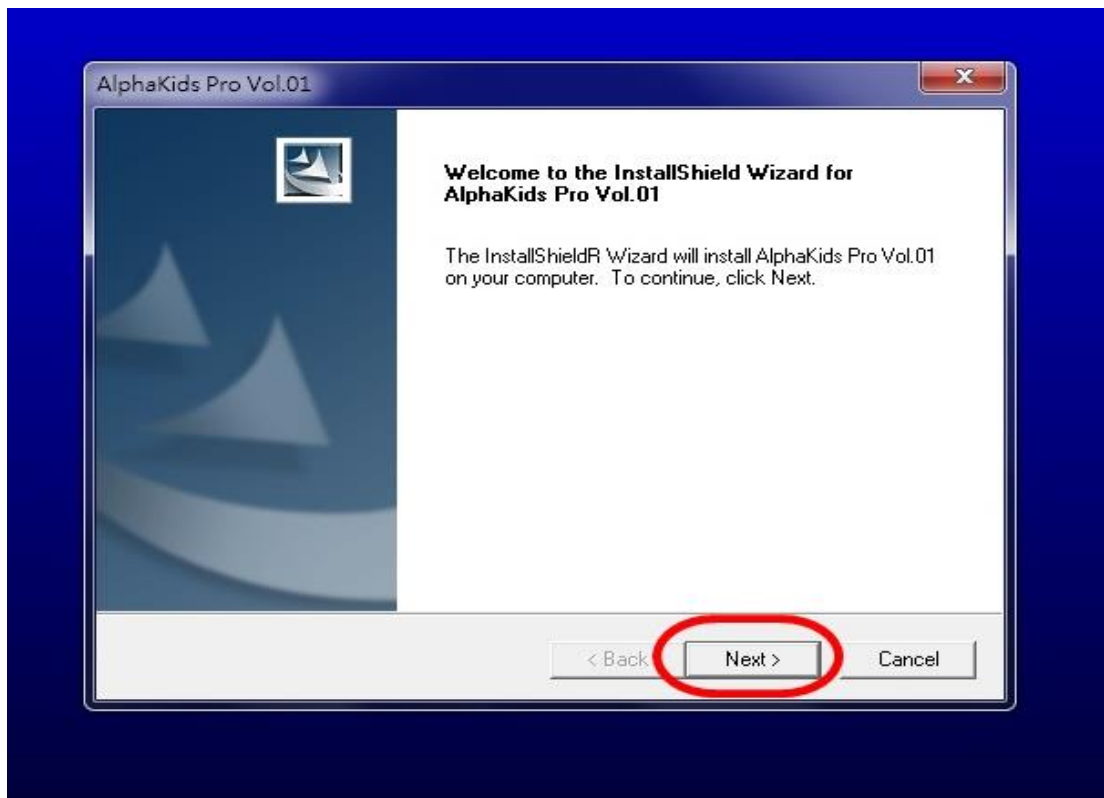 AlphaKids Pro Vol.01
Welcome to the InstallShield Wizard for
AlphaKids Pro Vol.01
The InstallShieldR Wizard will install AlphaKids Pro Vol.01
on your computer. To continue, click Next.
< Back Next > Cancel